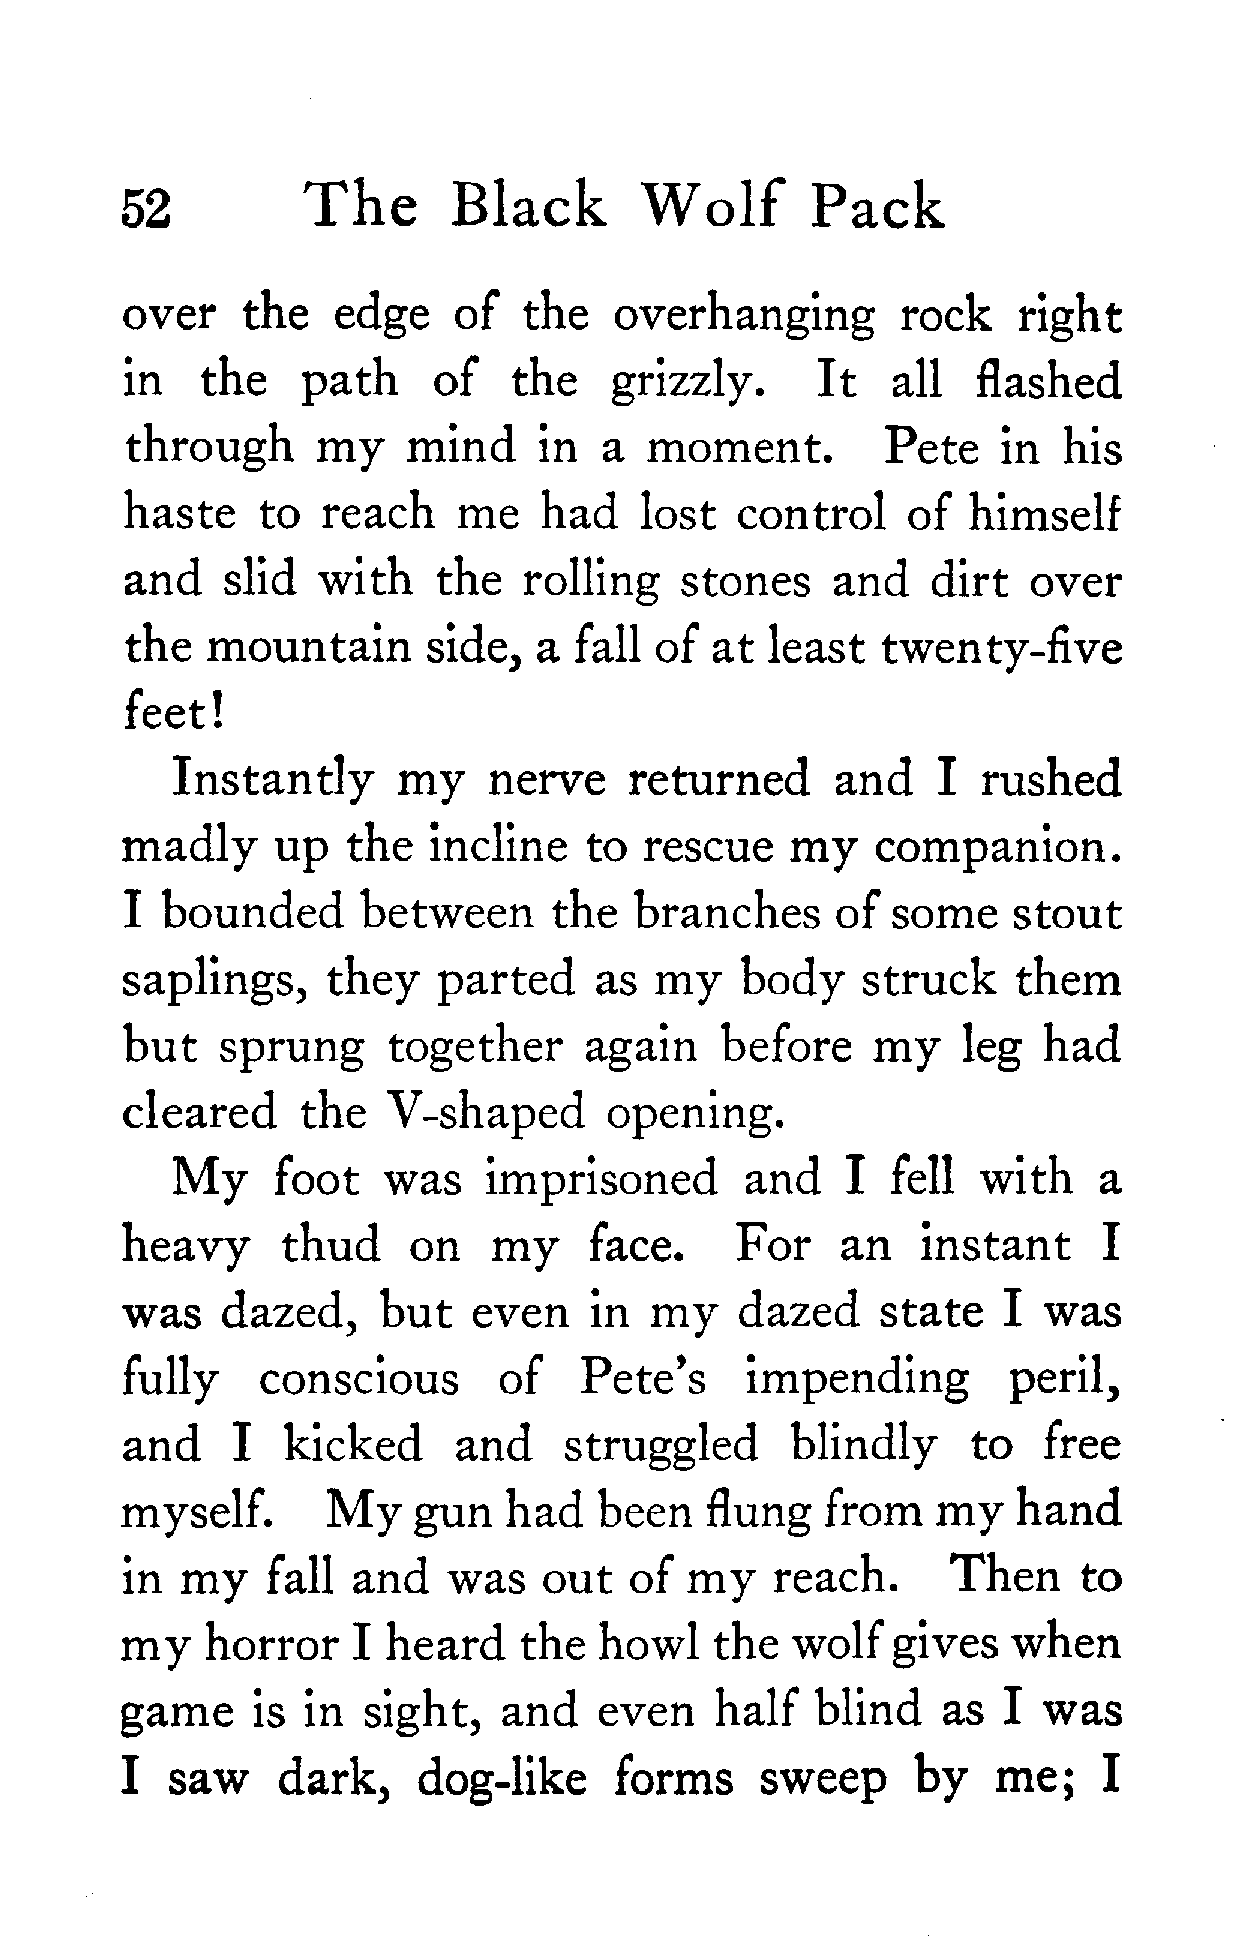 52 The Black Wolf Pack
over the edge of the overhanging rock right
in the path of the grizzly. It all flashed
through my mind in a moment. Pete in his
haste to reach me had lost control of himself
and slid with the rolling stones and dirt over
the mountain side, a fall of at least twenty-five
feet!
Instantly my nerve returned and I rushed
madly up the incline to rescue my companion.
I bounded between the branches of some stout
saplings, they parted as my body struck them
but sprung together again before my leg had
cleared the V-shaped opening.
My foot was imprisoned and I fell with a
heavy thud on my face. For an instant I
was dazed, but even in my dazed state I was
fully conscious of Pete's impending peril,
and I kicked and struggled blindly to free
myself. My gun had been flung from my hand
in my fall and was out of my reach. Then to
my horror I heard the howl the wolf gives when
game is in sight, and even half blind as I was
I saw dark, dog-like forms sweep by me; I